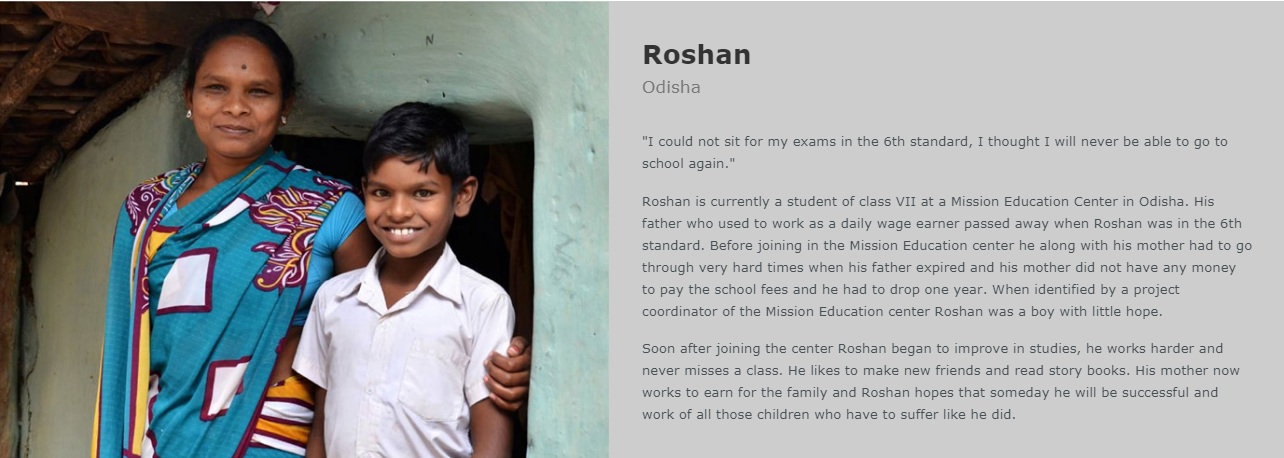 Roshan
Odisha
"I could not sit for my exams in the 6th standard, I thought I will never be able to go to
school again."
Roshan is currently a student of class VII at a Mission Education Center in Odisha. His
father who used to work as a daily wage earner passed away when Roshan was in the 6th
standard. Before joining in the Mission Education center he along with his mother had to go
through very hard times when his father expired and his mother did not have any money
to pay the school fees and he had to drop one year. When identified by a project
coordinator of the Mission Education center Roshan was a boy with little hope.
Soon after joining the center Roshan began to improve in studies, he works harder and
never misses a class. He likes to make new friends and read story books. His mother now
works to earn for the family and Roshan hopes that someday he will be successful and
work of all those children who have to suffer like he did.